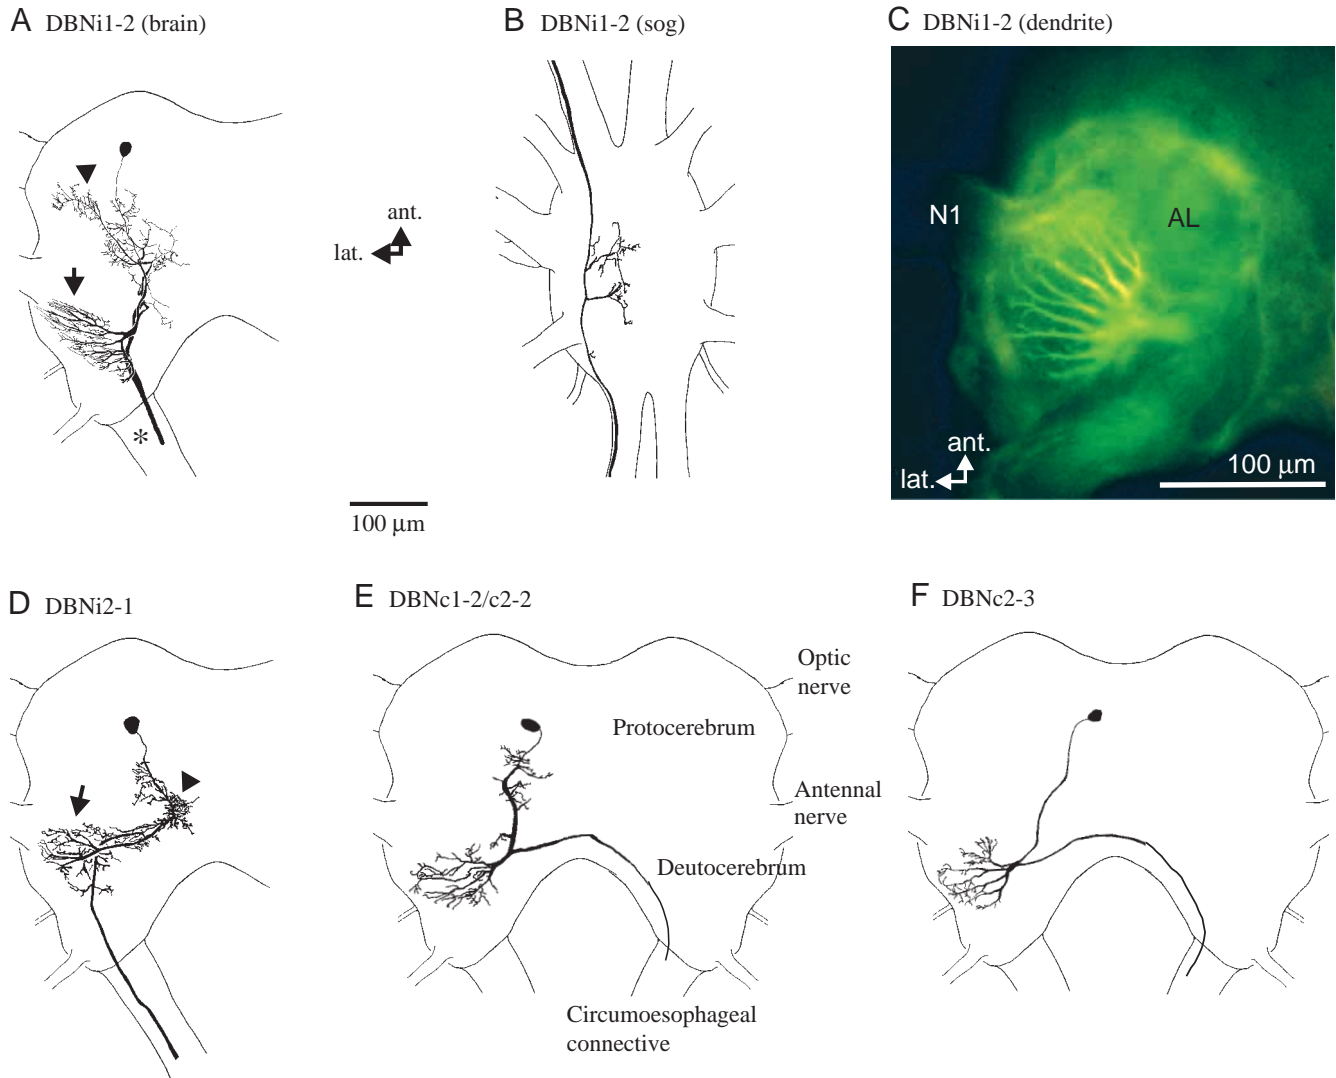 A DBNi1-2 (brain)
B DBNi1-2 (sog)
C DBNi1-2 (dendrite)
ant.
lat.
*
100 μm
N1
AL
ant.
lat.
100 μm
D DBNi2-1
E DBNc1-2/c2-2
F DBNc2-3
Optic
nerve
Protocerebrum
Antennal
nerve
Deutocerebrum
Circumoesophageal
connective